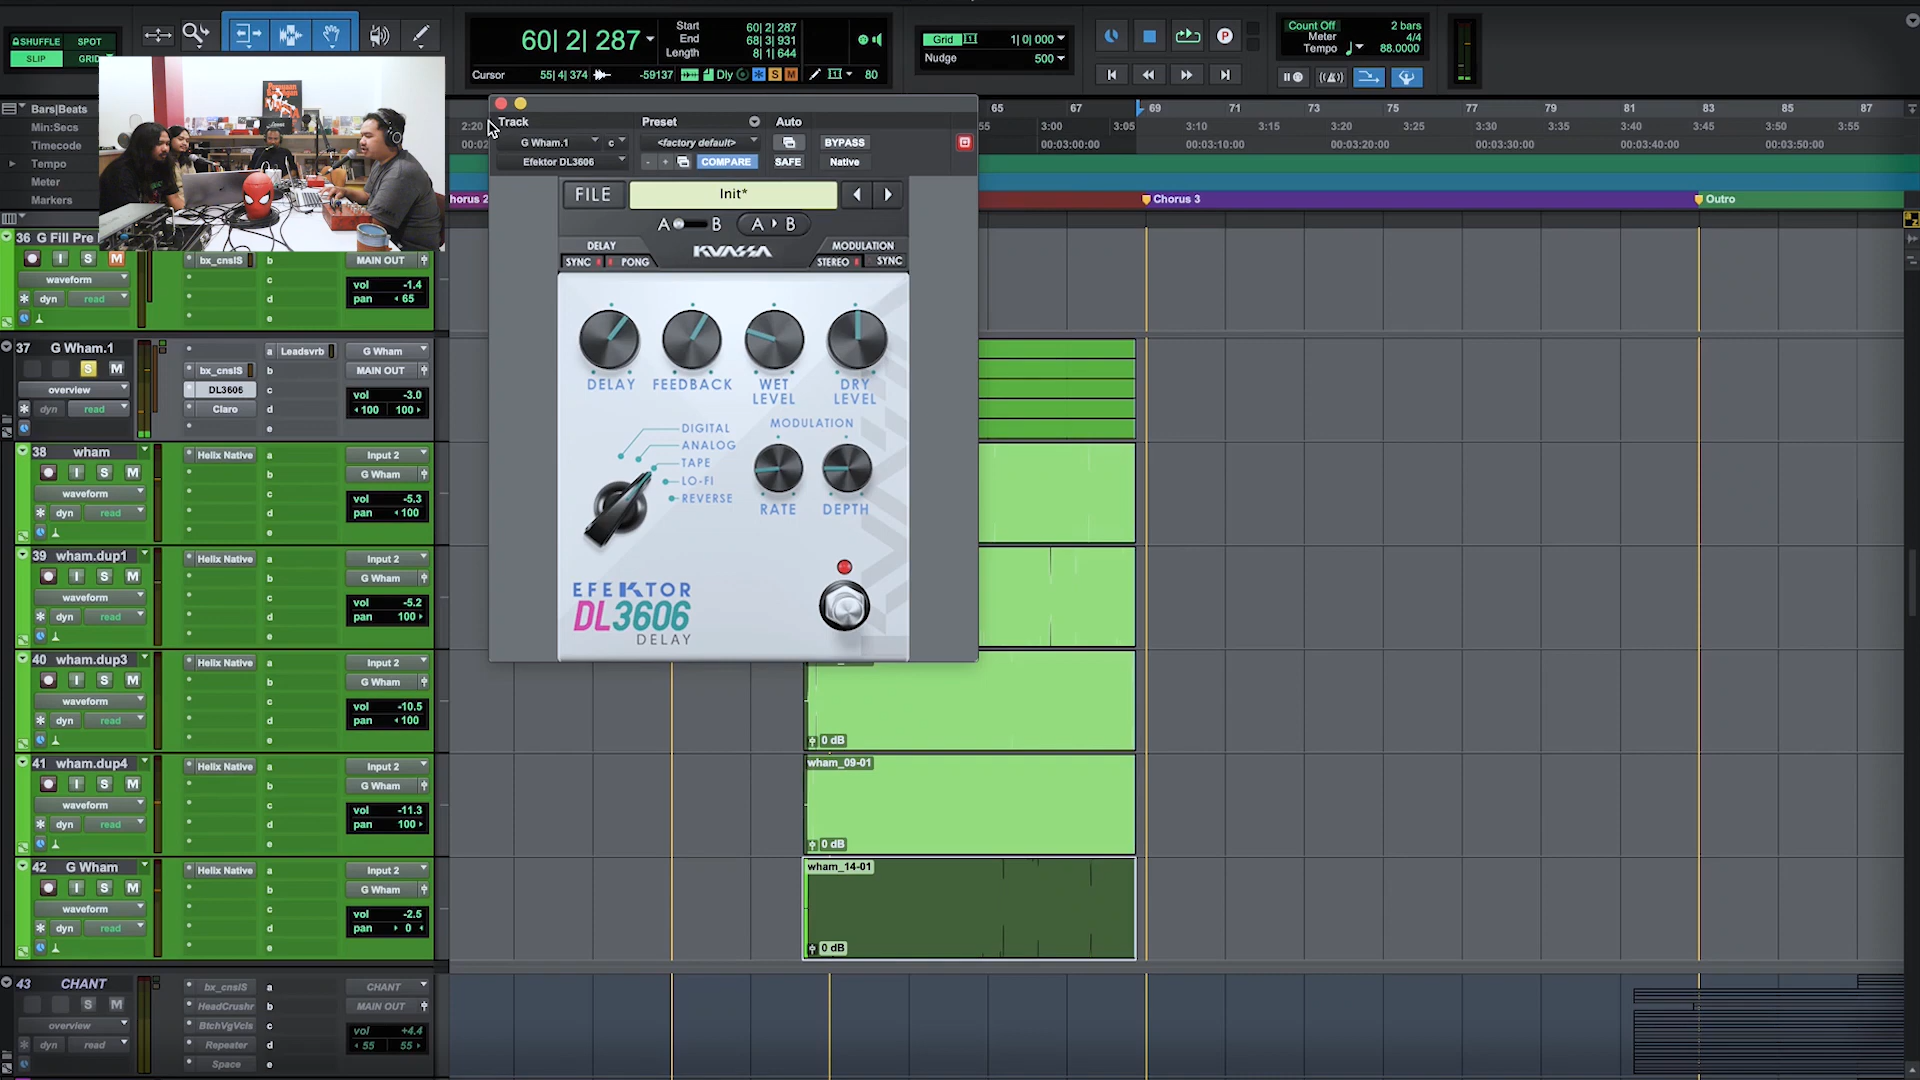 SHUFFLE SPOT
SLIP GRID
60| 2| 287
Start 60| 2| 287
End 68| 3| 931
Length 8| 1| 644
Cursor 55| 4| 374 -59137 Dly S M 80
Grid 1| 0| 000
Nudge 500
P
Count Off 2 bars
Meter 4/4
Tempo 88.0000
Bars|Beats
Min:Secs
Timecode
Tempo
Meter
Markers
65 67 69 71 73 75 77 79 81 83 85 87
2:20 3:00 3:05 3:10 3:15 3:20 3:25 3:30 3:35 3:40 3:45 3:50 3:55
00:03:00:00 00:03:10:00 00:03:20:00 00:03:30:00 00:03:40:00 00:03:50:00
horus 2 Chorus 3 Outro
Track Preset Auto
G Wham.1 c <factory default> BYPASS
Efektor DL3606 - + COMPARE SAFE Native
FILE Init*
A B A B
DELAY KVASSA MODULATION
SYNC PONG STEREO SYNC
DELAY FEEDBACK WET LEVEL DRY LEVEL
MODULATION
DIGITAL
ANALOG
TAPE
LO-FI
REVERSE
RATE DEPTH
EFEKTOR
DL3606
DELAY
36 G Fill Pre
I S M bx_cnslS b MAIN OUT
waveform c vol -1.4
dyn read d pan 65
e
37 G Wham.1 a Leadsvrb G Wham
S M bx_cnslS b MAIN OUT
overview DL3606 c vol -3.0
dyn read Claro d 100 100
e
38 wham Helix Native a Input 2
I S M b G Wham
waveform c vol -5.3
dyn read d pan 100
e
39 wham.dup1 Helix Native a Input 2
I S M b G Wham
waveform c vol -5.2
dyn read d pan 100
e
40 wham.dup3 Helix Native a Input 2
I S M b G Wham
waveform c vol -10.5
dyn read d pan 100
e
0 dB
41 wham.dup4 Helix Native a Input 2
I S M b G Wham
waveform c vol -11.3
dyn read d pan 100
e
wham_09-01
0 dB
42 G Wham Helix Native a Input 2
I S M b G Wham
waveform c vol -2.5
dyn read d pan 0
e
wham_14-01
0 dB
43 CHANT bx_cnslS a CHANT
S M HeadCrushr b MAIN OUT
overview BtchVgVcls c vol +4.4
dyn read Repeater d 55 55
Space e